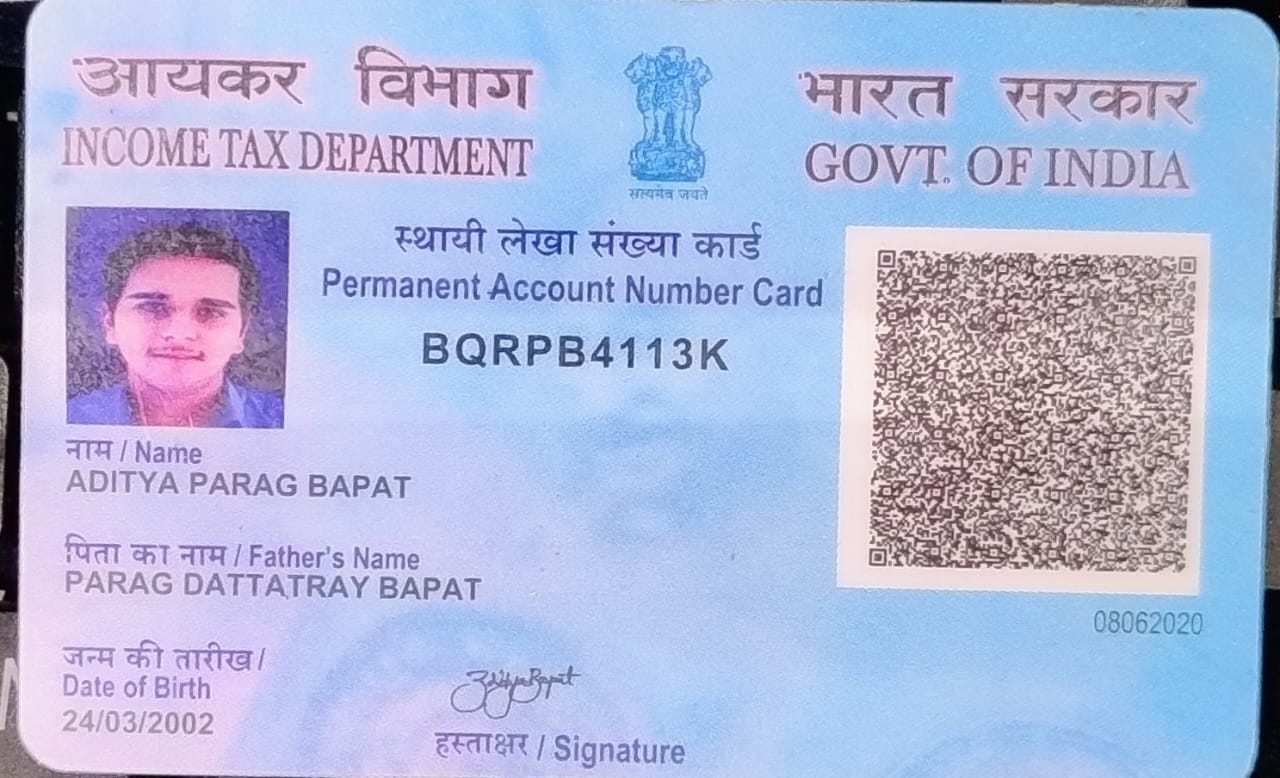 आयकर विभाग
INCOME TAX DEPARTMENT
सत्यमेव जयते
भारत सरकार
GOVT. OF INDIA
स्थायी लेखा संख्या कार्ड
Permanent Account Number Card
BQRPB4113K
नाम / Name
ADITYA PARAG BAPAT
पिता का नाम / Father's Name
PARAG DATTATRAY BAPAT
08062020
जन्म की तारीख /
Date of Birth
24/03/2002
AdityaBapat
हस्ताक्षर / Signature